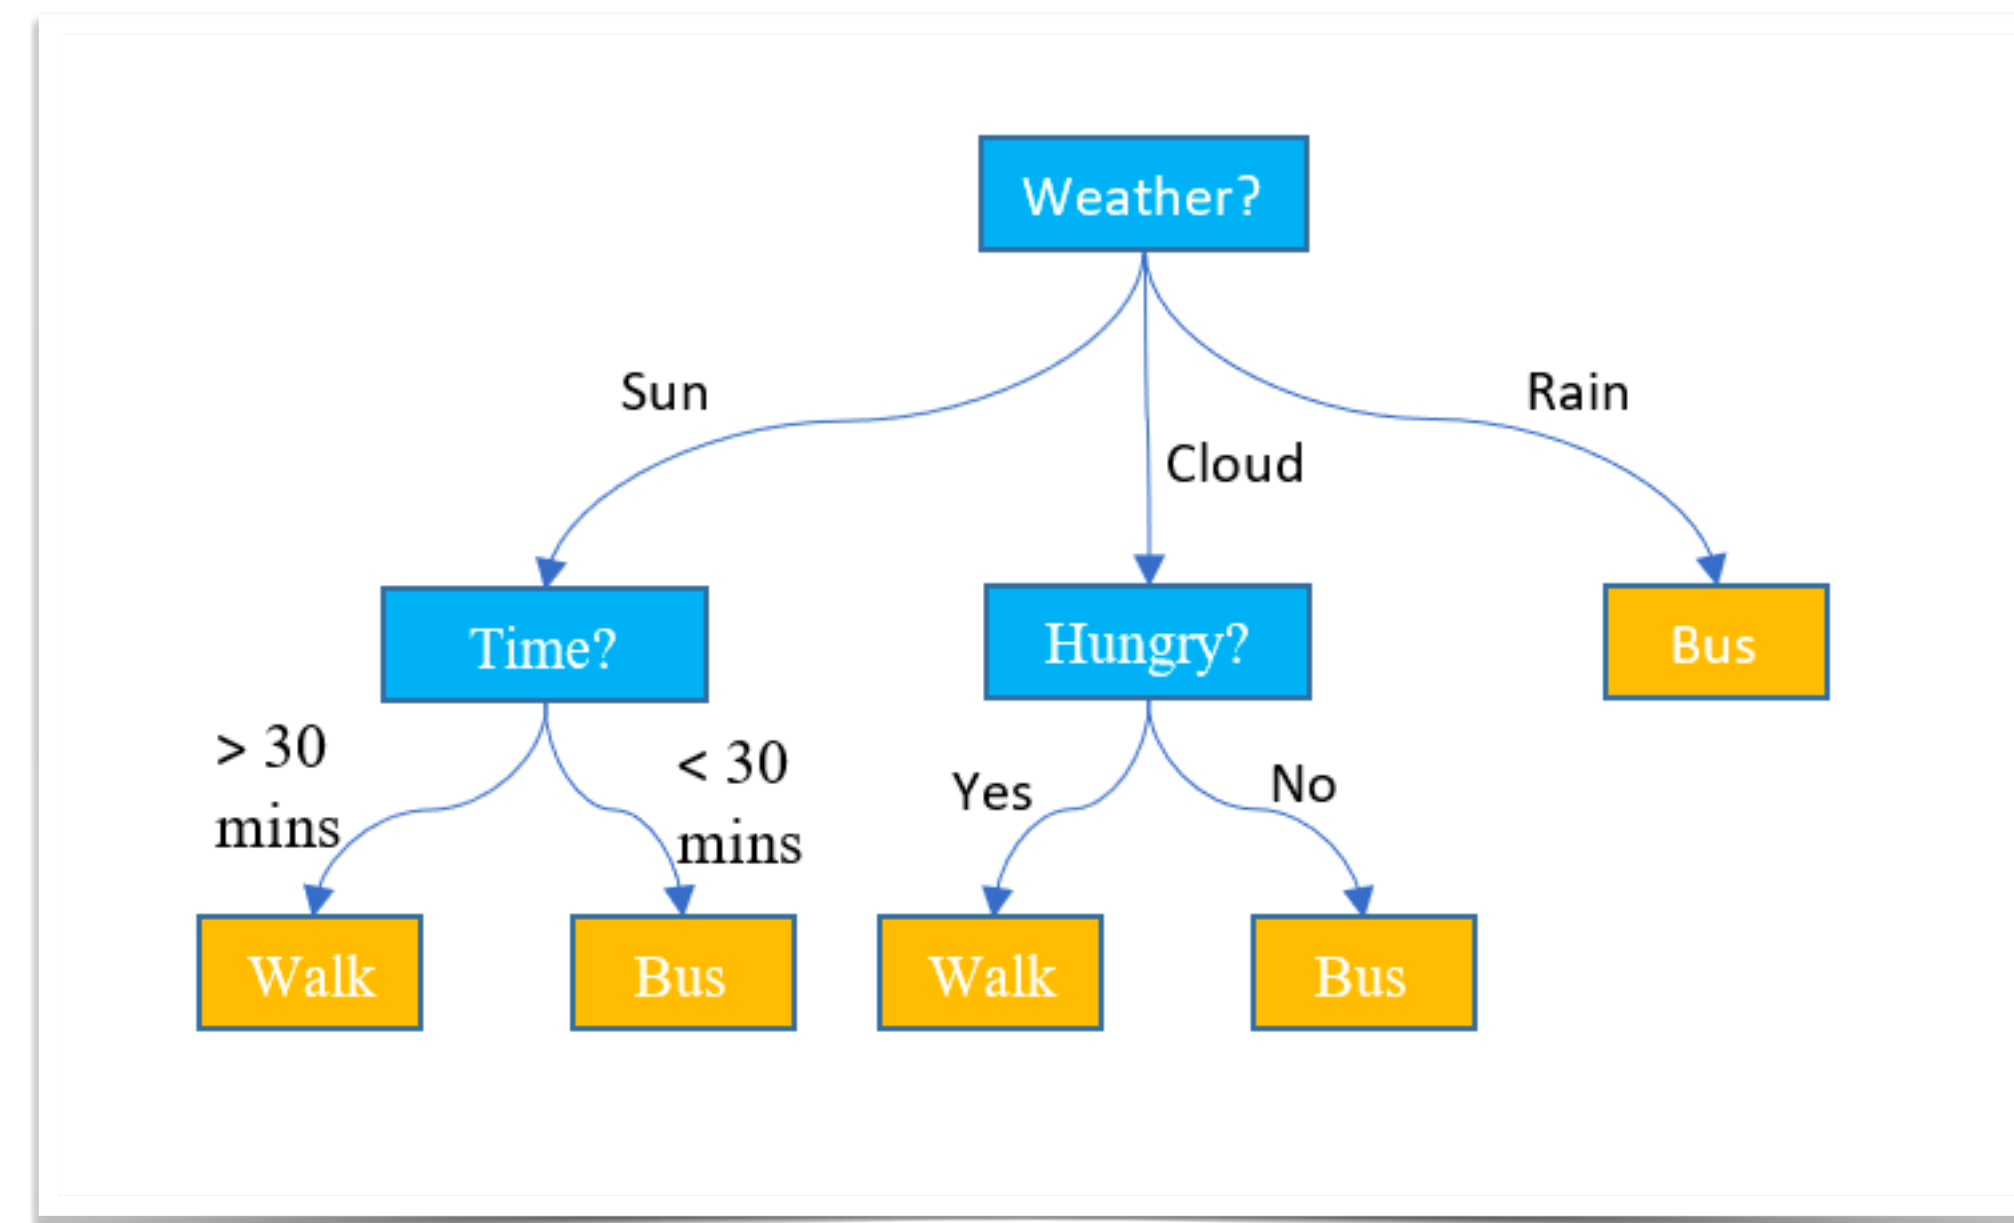 Weather?
Sun
Rain
Cloud
Time?
Hungry?
Bus
> 30
mins
< 30
mins
Yes
No
Walk
Bus
Walk
Bus